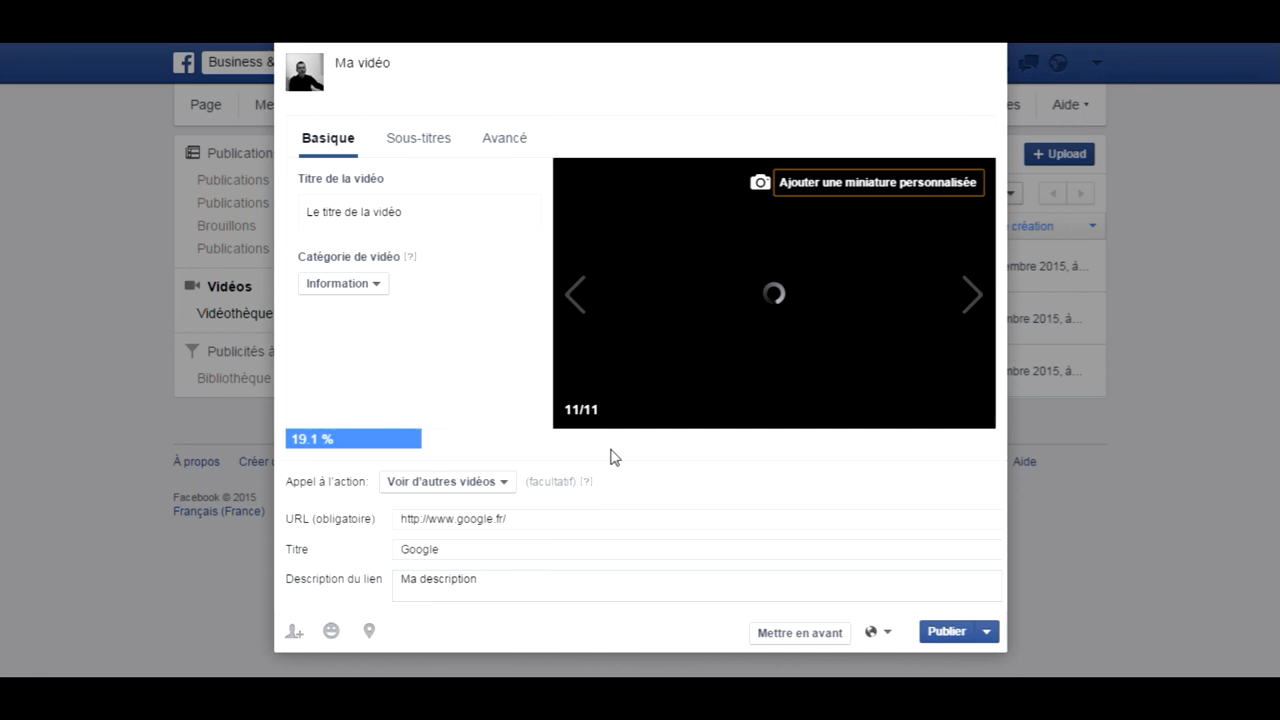 Business &
Ma vidéo
Page
Me
es
Aide
Basique
Sous-titres
Avancé
+ Upload
Publication
Publications
Publications
Brouillons
Publications
Vidéos
Vidéothèque
Publicités à
Bibliothèque
Titre de la vidéo
Le titre de la vidéo
Catégorie de vidéo [?]
Information
Ajouter une miniature personnalisée
11/11
création
embre 2015, à...
embre 2015, à...
embre 2015, à...
19.1 %
À propos
Créer
Aide
Facebook © 2015
Français (France)
Appel à l'action:
Voir d'autres vidéos
(facultatif) [?]
URL (obligatoire)
http://www.google.fr/
Titre
Google
Description du lien
Ma description
Mettre en avant
Publier